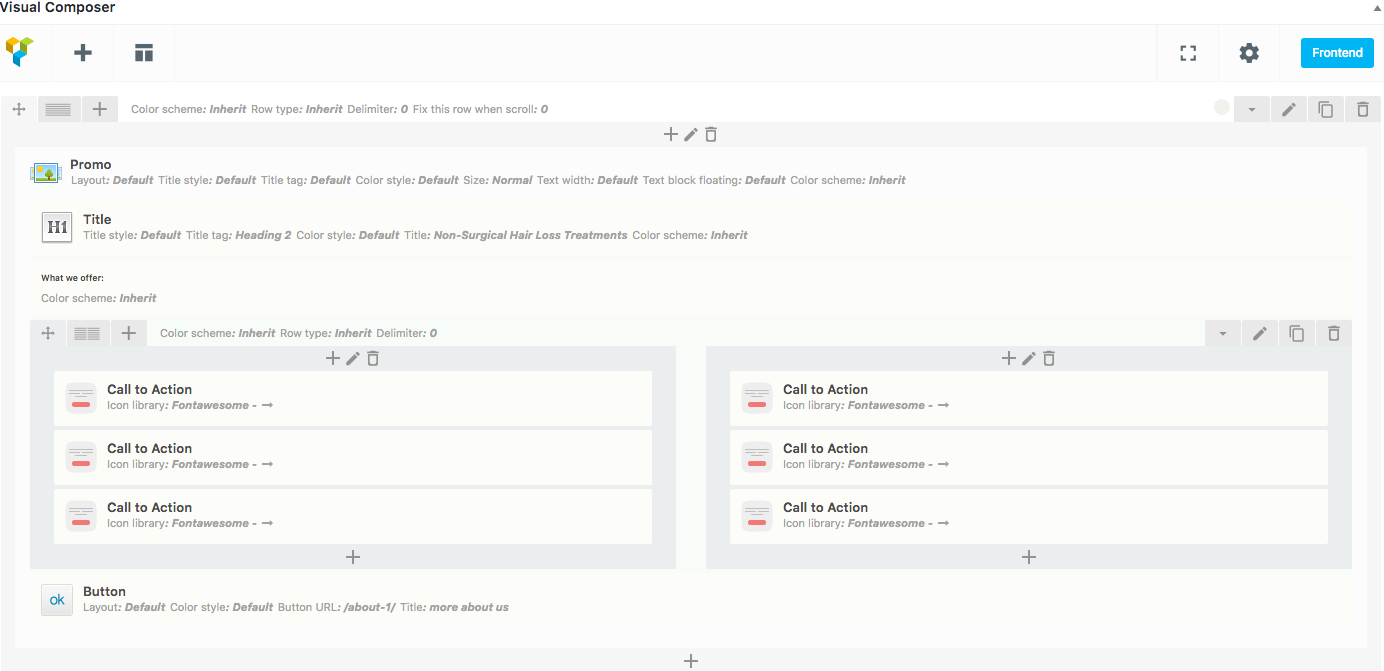 Visual Composer
Frontend
Color scheme: Inherit Row type: Inherit Delimiter: 0 Fix this row when scroll: 0
Promo
Layout: Default Title style: Default Title tag: Default Color style: Default Size: Normal Text width: Default Text block floating: Default Color scheme: Inherit
H1
Title
Title style: Default Title tag: Heading 2 Color style: Default Title: Non-Surgical Hair Loss Treatments Color scheme: Inherit
What we offer:
Color scheme: Inherit
Color scheme: Inherit Row type: Inherit Delimiter: 0
Call to Action
Icon library: Fontawesome - →
Call to Action
Icon library: Fontawesome - →
Call to Action
Icon library: Fontawesome - →
Call to Action
Icon library: Fontawesome - →
Call to Action
Icon library: Fontawesome - →
Call to Action
Icon library: Fontawesome - →
ok
Button
Layout: Default Color style: Default Button URL: /about-1/ Title: more about us